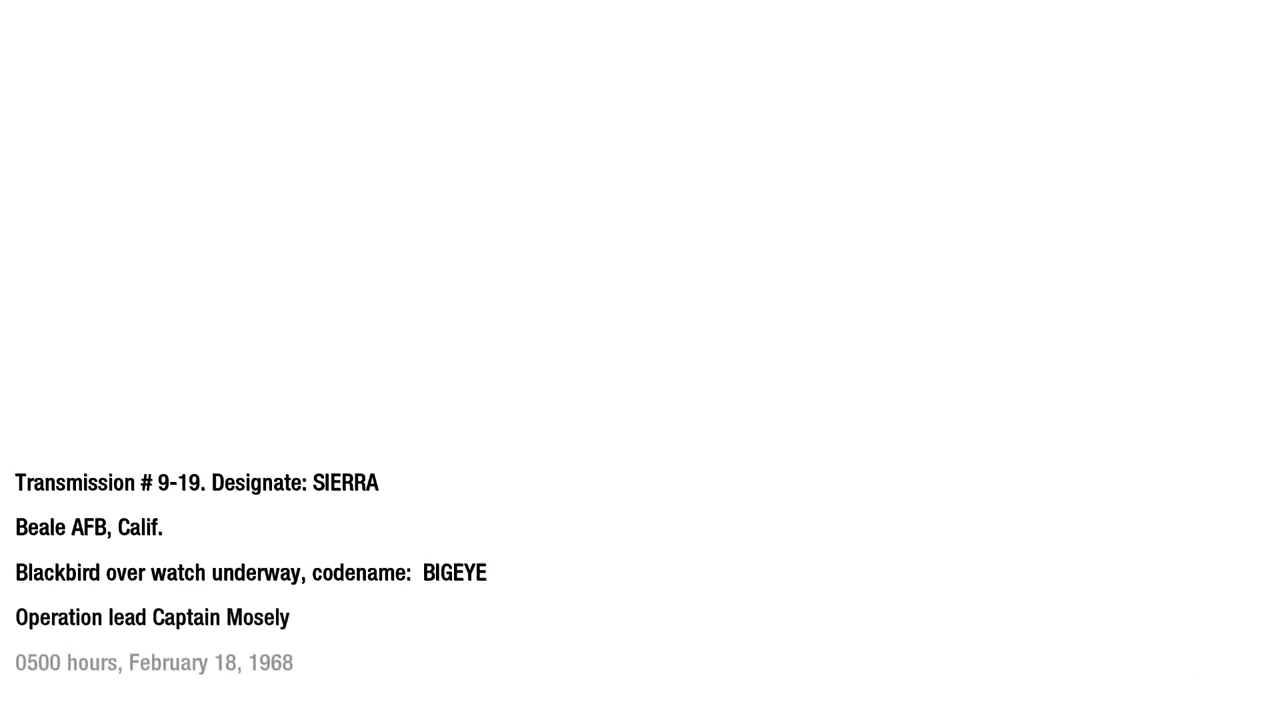 Transmission # 9-19. Designate: SIERRA
Beale AFB, Calif.
Blackbird over watch underway, codename:  BIGEYE
Operation lead Captain Mosely
0500 hours, February 18, 1968